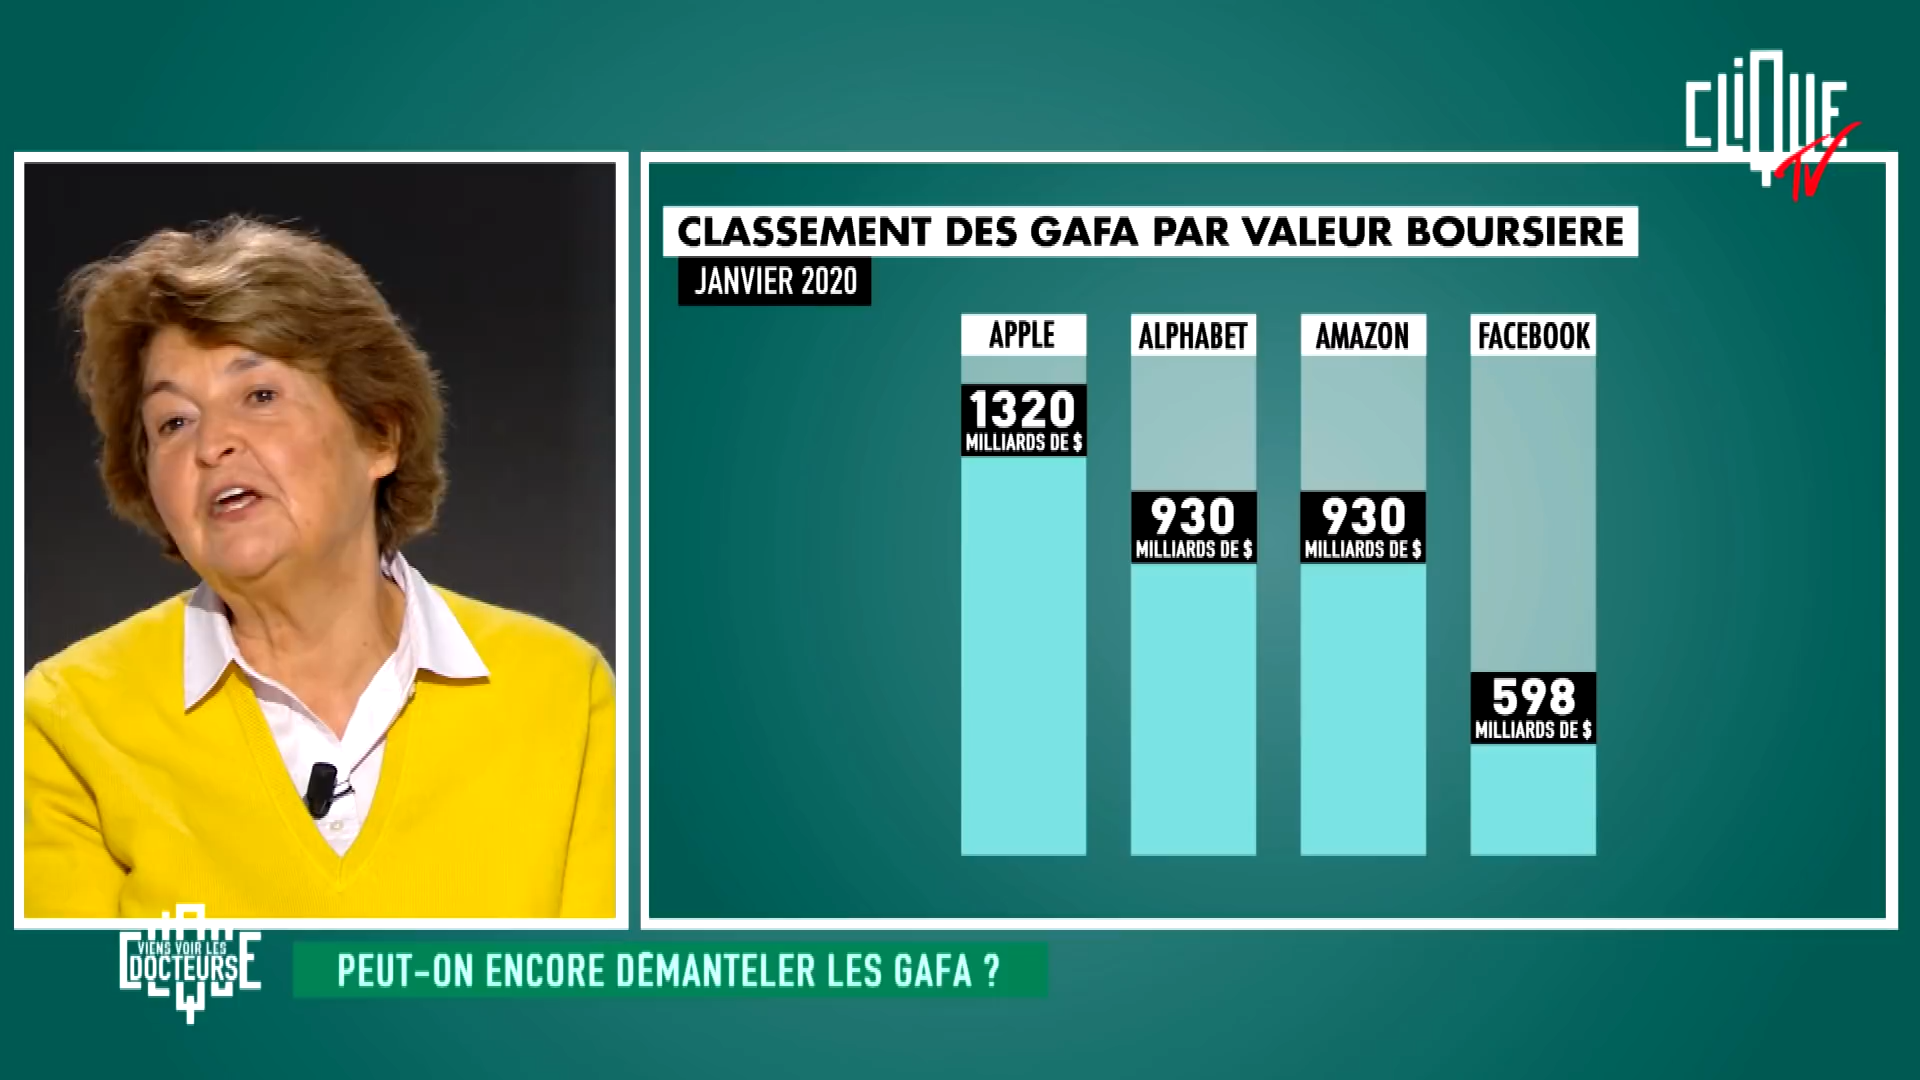 CLIQUE
TV
CLASSEMENT DES GAFA PAR VALEUR BOURSIERE
JANVIER 2020
APPLE
1320
MILLIARDS DE $
ALPHABET
930
MILLIARDS DE $
AMAZON
930
MILLIARDS DE $
FACEBOOK
598
MILLIARDS DE $
VIENS VOIR LES
DOCTEURS
PEUT-ON ENCORE DÉMANTELER LES GAFA ?